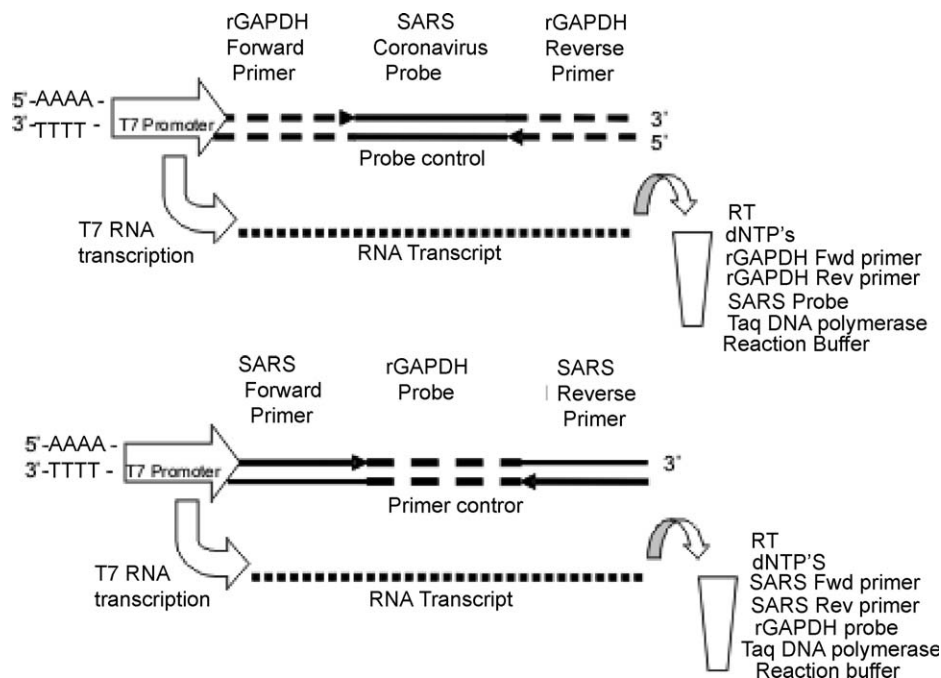 rGAPDH
Forward
Primer
SARS
Coronavirus
Probe
rGAPDH
Reverse
Primer
5'-AAAA -
3'-TTTT -
T7 Promoter
3'
5'
Probe control
T7 RNA
transcription
RNA Transcript
RT
dNTP's
rGAPDH Fwd primer
rGAPDH Rev primer
SARS Probe
Taq DNA polymerase
Reaction Buffer
SARS
Forward
Primer
rGAPDH
Probe
SARS
Reverse
Primer
5'-AAAA -
3'-TTTT -
T7 Promoter
3'
Primer control
T7 RNA
transcription
RNA Transcript
RT
dNTP'S
SARS Fwd primer
SARS Rev primer
rGAPDH probe
Taq DNA polymerase
Reaction buffer